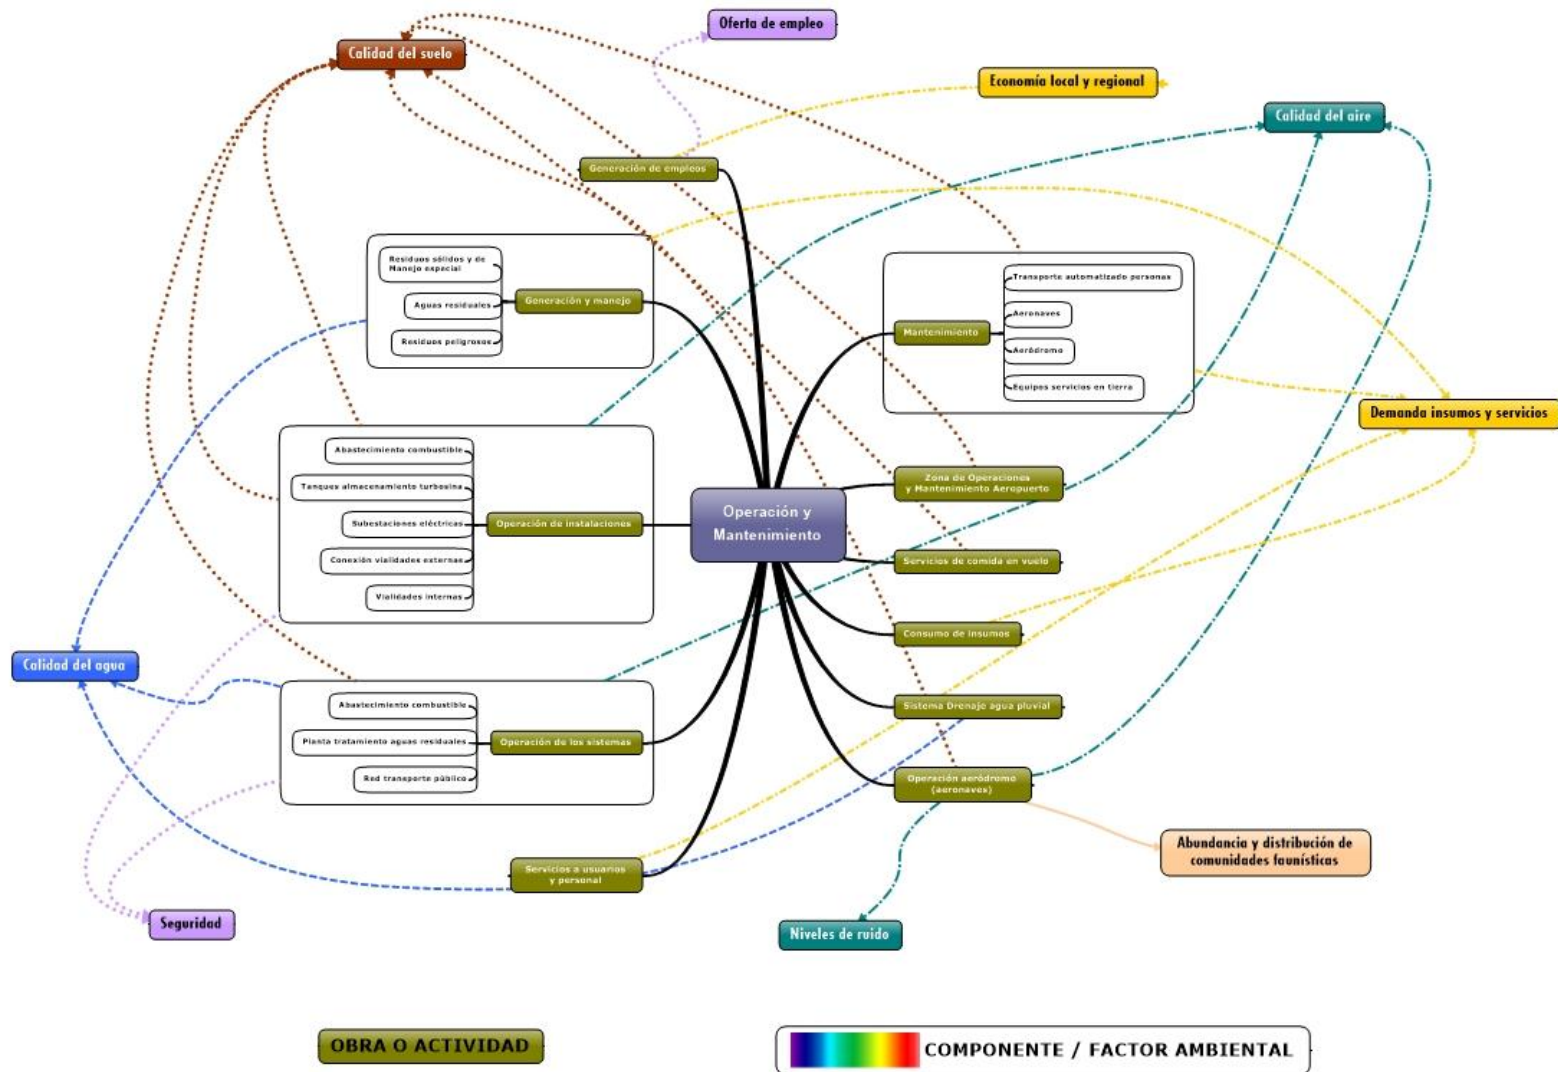 Oferta de empleo
Calidad del suelo
Economía local y regional
Calidad del aire
Generación de empleos
Residuos sólidos y de
Manejo especial
Aguas residuales
Residuos peligrosos
Generación y manejo
Transporte automatizado personas
Aeronaves
Mantenimiento
Aeródromo
Equipos servicios en tierra
Demanda insumos y servicios
Abastecimiento combustible
Tanques almacenamiento turbosina
Subestaciones eléctricas
Conexión vialidades externas
Vialidades internas
Operación de instalaciones
Operación y
Mantenimiento
Zona de Operaciones
y Mantenimiento Aeropuerto
Servicios de comida en vuelo
Consumo de insumos
Calidad del agua
Abastecimiento combustible
Planta tratamiento aguas residuales
Red transporte público
Operación de los sistemas
Sistema Drenaje agua pluvial
Operación aeródromo
(aeronaves)
Servicios a usuarios
y personal
Abundancia y distribución de
comunidades faunísticas
Seguridad
Niveles de ruido
OBRA O ACTIVIDAD
COMPONENTE / FACTOR AMBIENTAL